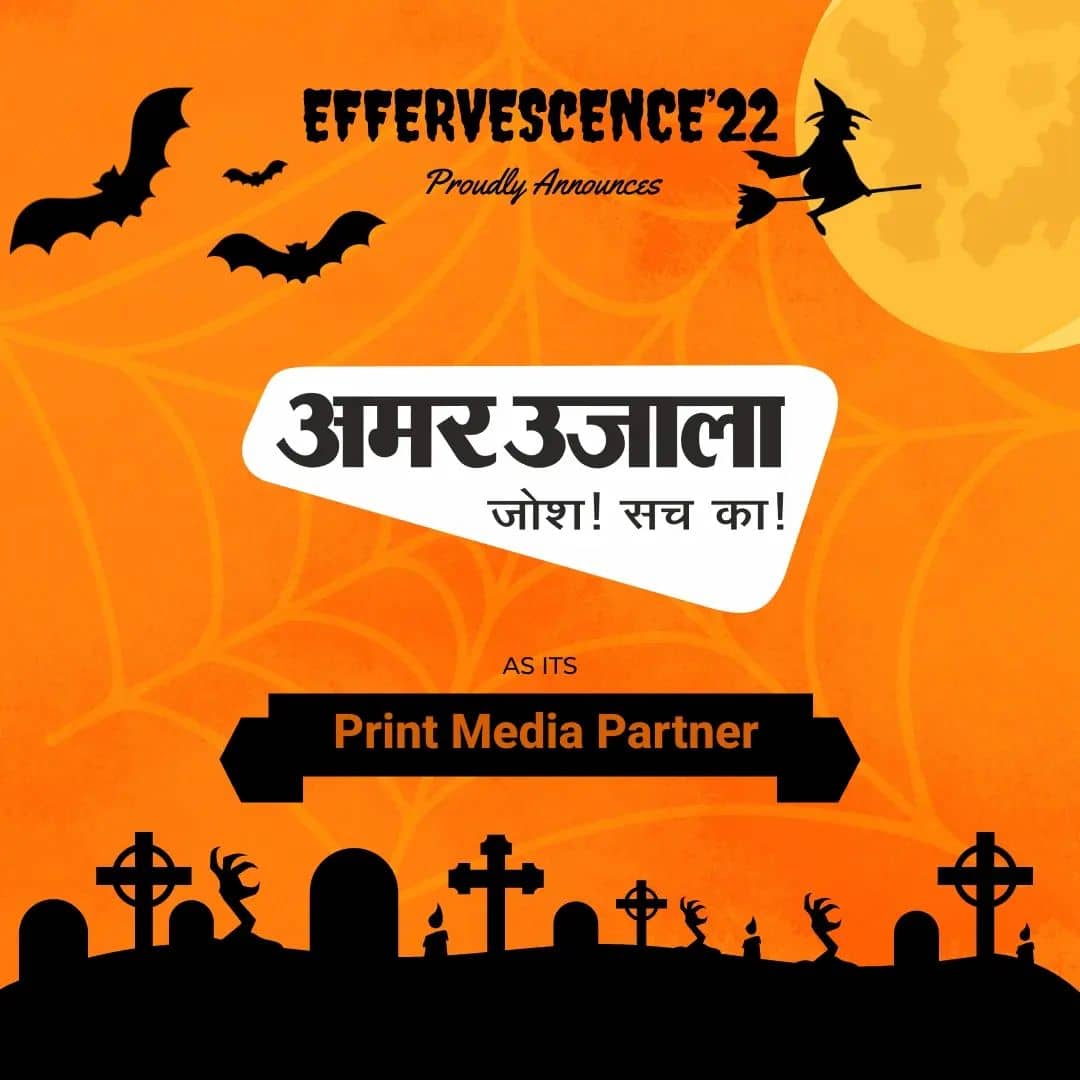 EFFERVESCENCE'22
Proudly Announces
अमर उजाला
जोश! सच का!
AS ITS
Print Media Partner